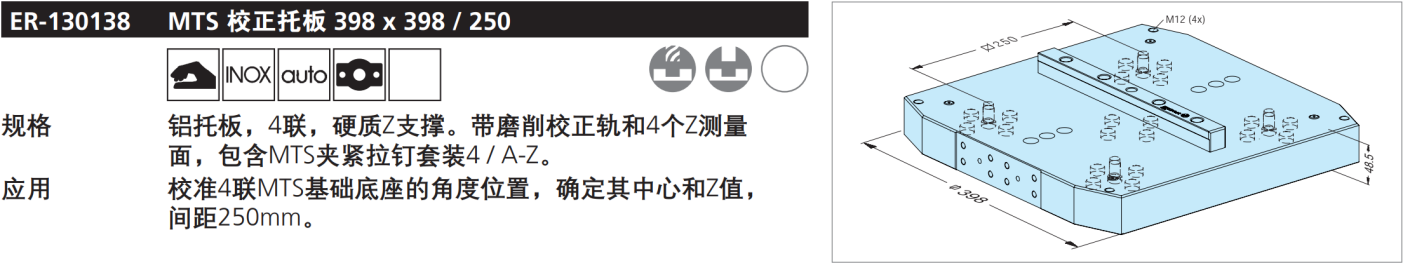 ER-130138 MTS 校正托板 398 x 398 / 250
INOX auto
规格 铝托板，4联，硬质Z支撑。带磨削校正轨和4个Z测量
面，包含MTS夹紧拉钉套装4 / A-Z。
应用 校准4联MTS基础底座的角度位置，确定其中心和Z值，
间距250mm。
M12 (4x)
250
398
48.5